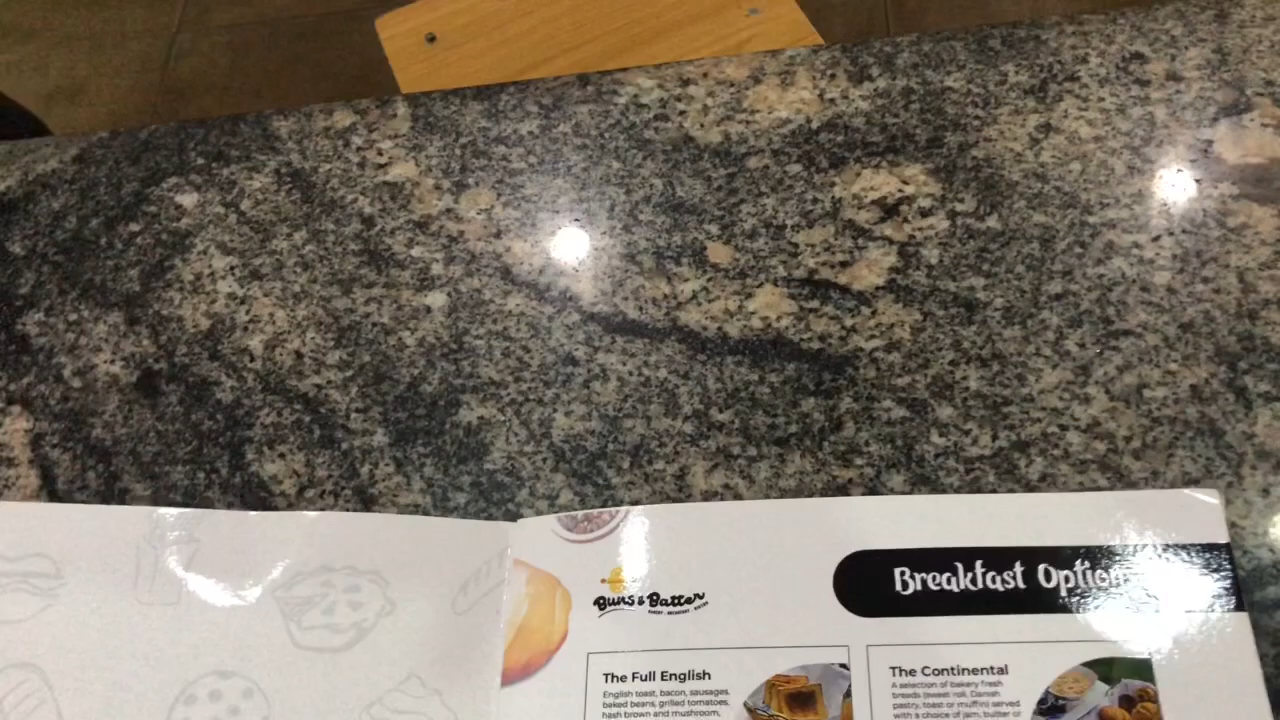 Breakfast Option
Buns & Batter
The Full English
English toast, bacon, sausages,
baked beans, grilled tomatoes,
hash brown and mushroom,
The Continental
A selection of bakery fresh
breads (sweet roll, Danish
pastry, toast or muffin) served
with a choice of jam, butter or